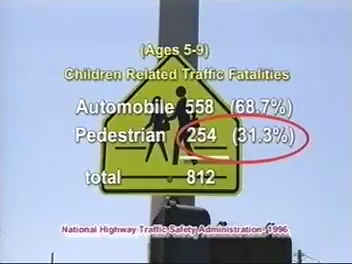 (Ages 5-9)
Children Related Traffic Fatalities
Automobile 558 (68.7%)
Pedestrian 254 (31.3%)
total 812
National Highway Traffic Safety Administration- 1996